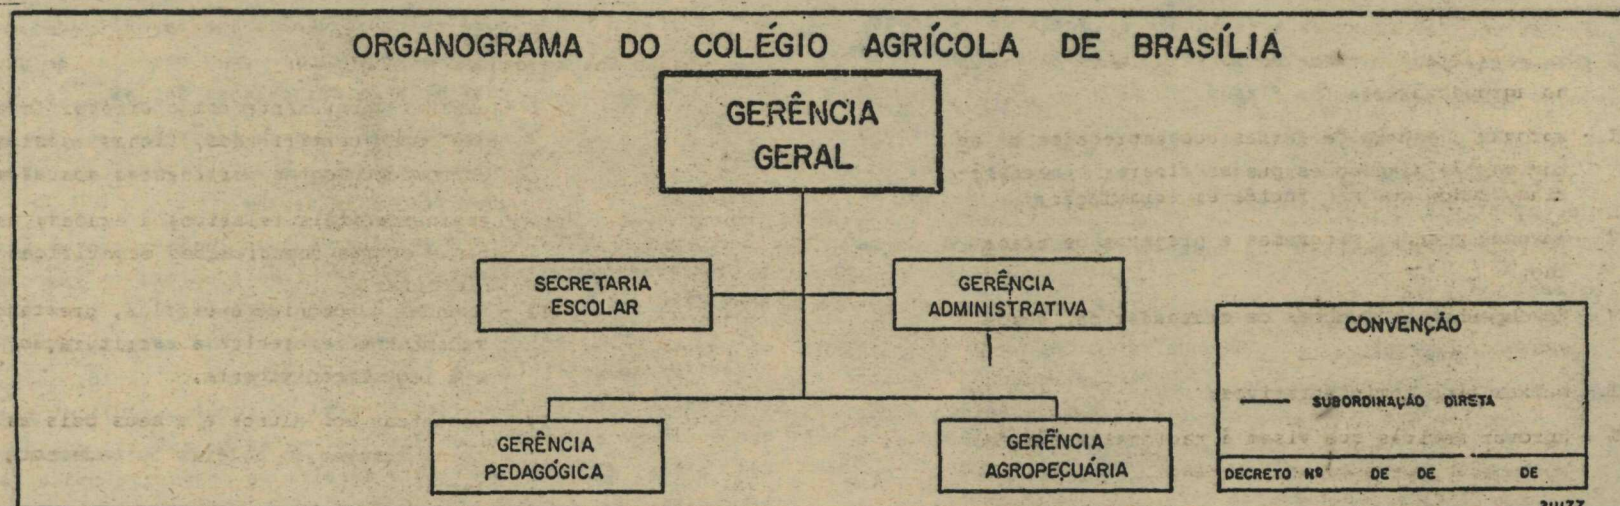 ORGANOGRAMA DO COLÉGIO AGRÍCOLA DE BRASÍLIA
GERÊNCIA
GERAL
SECRETARIA
ESCOLAR
GERÊNCIA
ADMINISTRATIVA
CONVENÇÃO
SUBORDINAÇÃO DIRETA
DECRETO Nº DE DE DE
GERÊNCIA
PEDAGÓGICA
GERÊNCIA
AGROPECUÁRIA